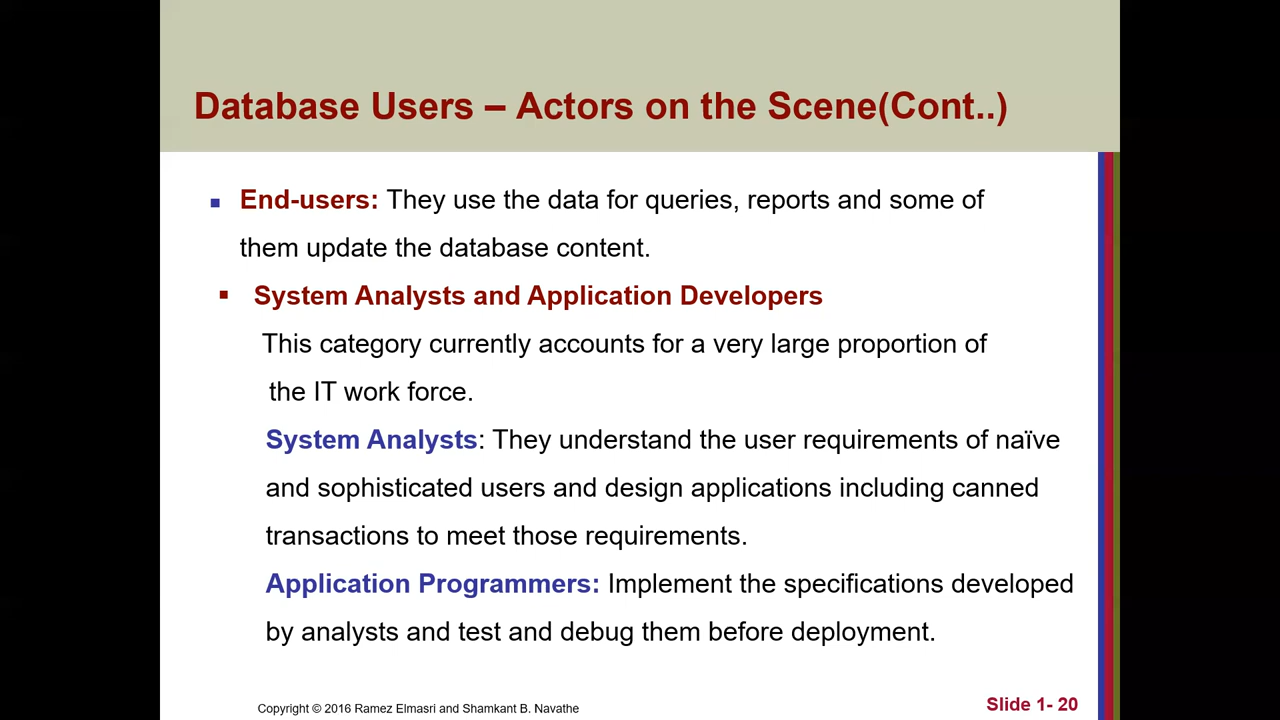 Database Users – Actors on the Scene(Cont..)
End-users: They use the data for queries, reports and some of
them update the database content.
System Analysts and Application Developers
This category currently accounts for a very large proportion of
the IT work force.
System Analysts: They understand the user requirements of naïve
and sophisticated users and design applications including canned
transactions to meet those requirements.
Application Programmers: Implement the specifications developed
by analysts and test and debug them before deployment.
Copyright © 2016 Ramez Elmasri and Shamkant B. Navathe
Slide 1- 20